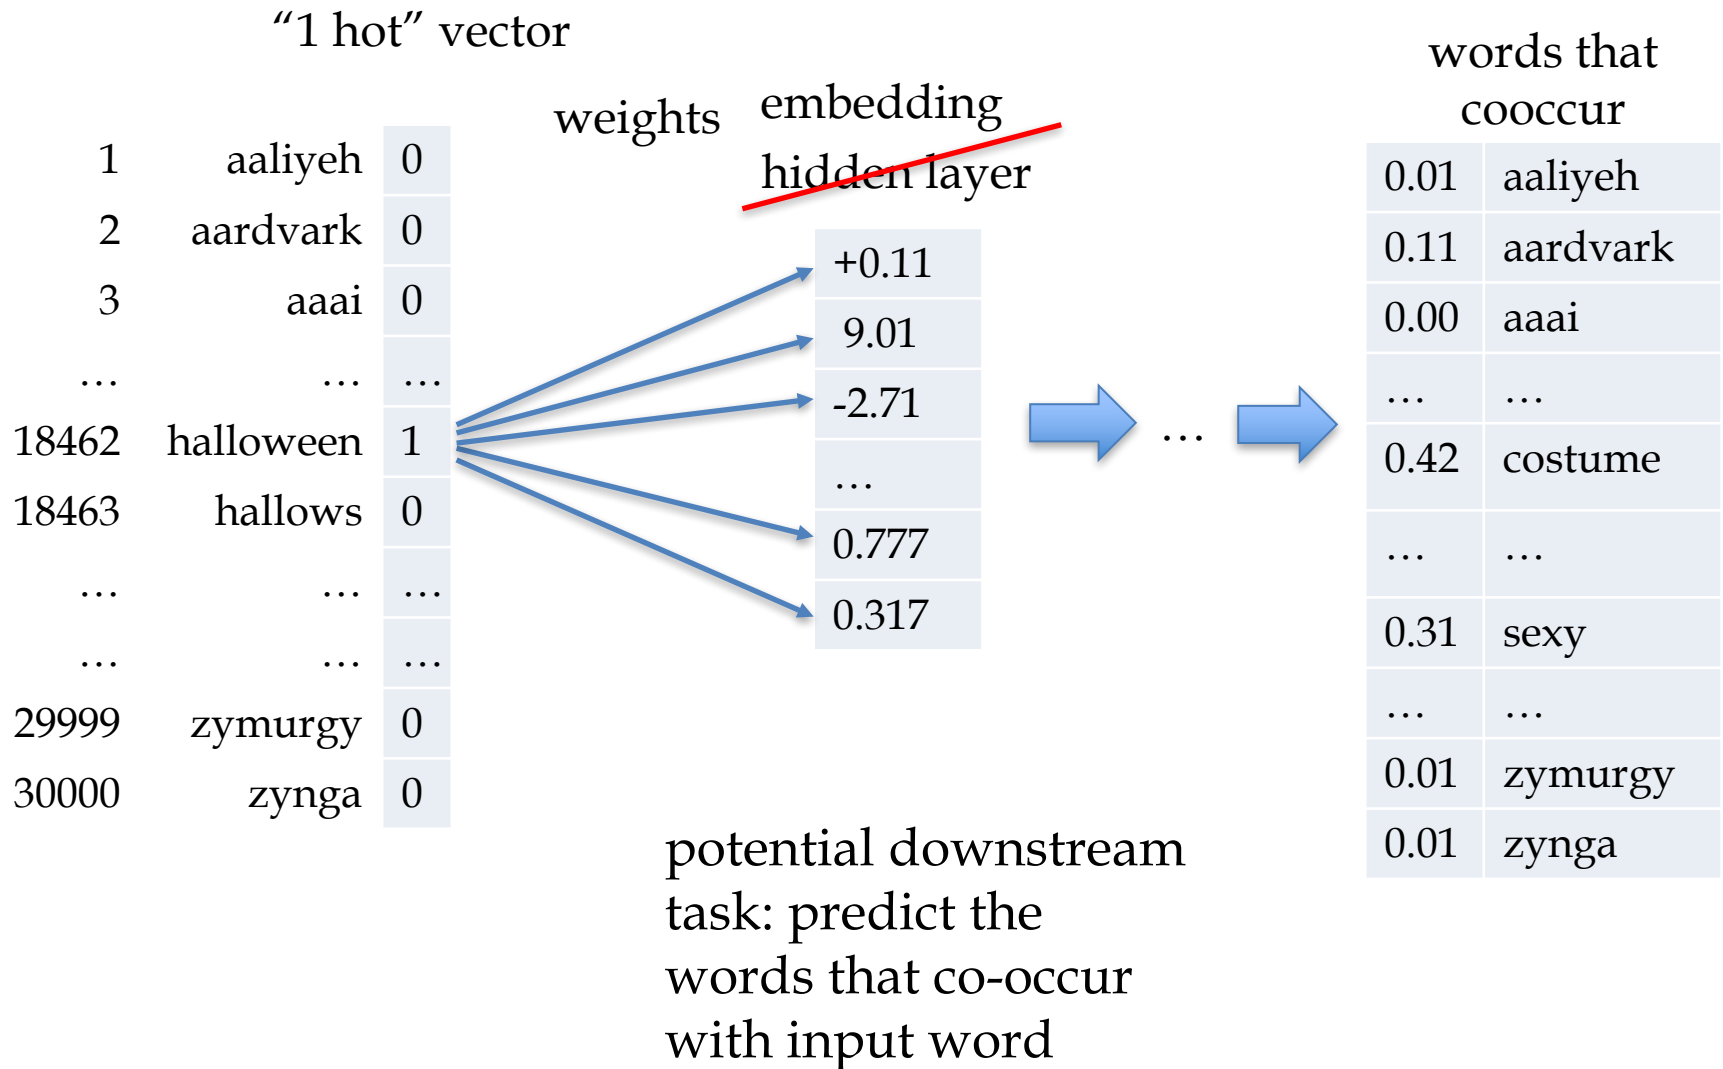 “1 hot” vector
weights
embedding
hidden layer
words that
cooccur
1 aaliyeh 0
2 aardvark 0
3 aaai 0
… … …
18462 halloween 1
18463 hallows 0
… … …
… … …
29999 zymurgy 0
30000 zynga 0
+0.11
9.01
-2.71
…
0.777
0.317
…
0.01 aaliyeh
0.11 aardvark
0.00 aaai
… …
0.42 costume
… …
0.31 sexy
… …
0.01 zymurgy
0.01 zynga
potential downstream
task: predict the
words that co-occur
with input word